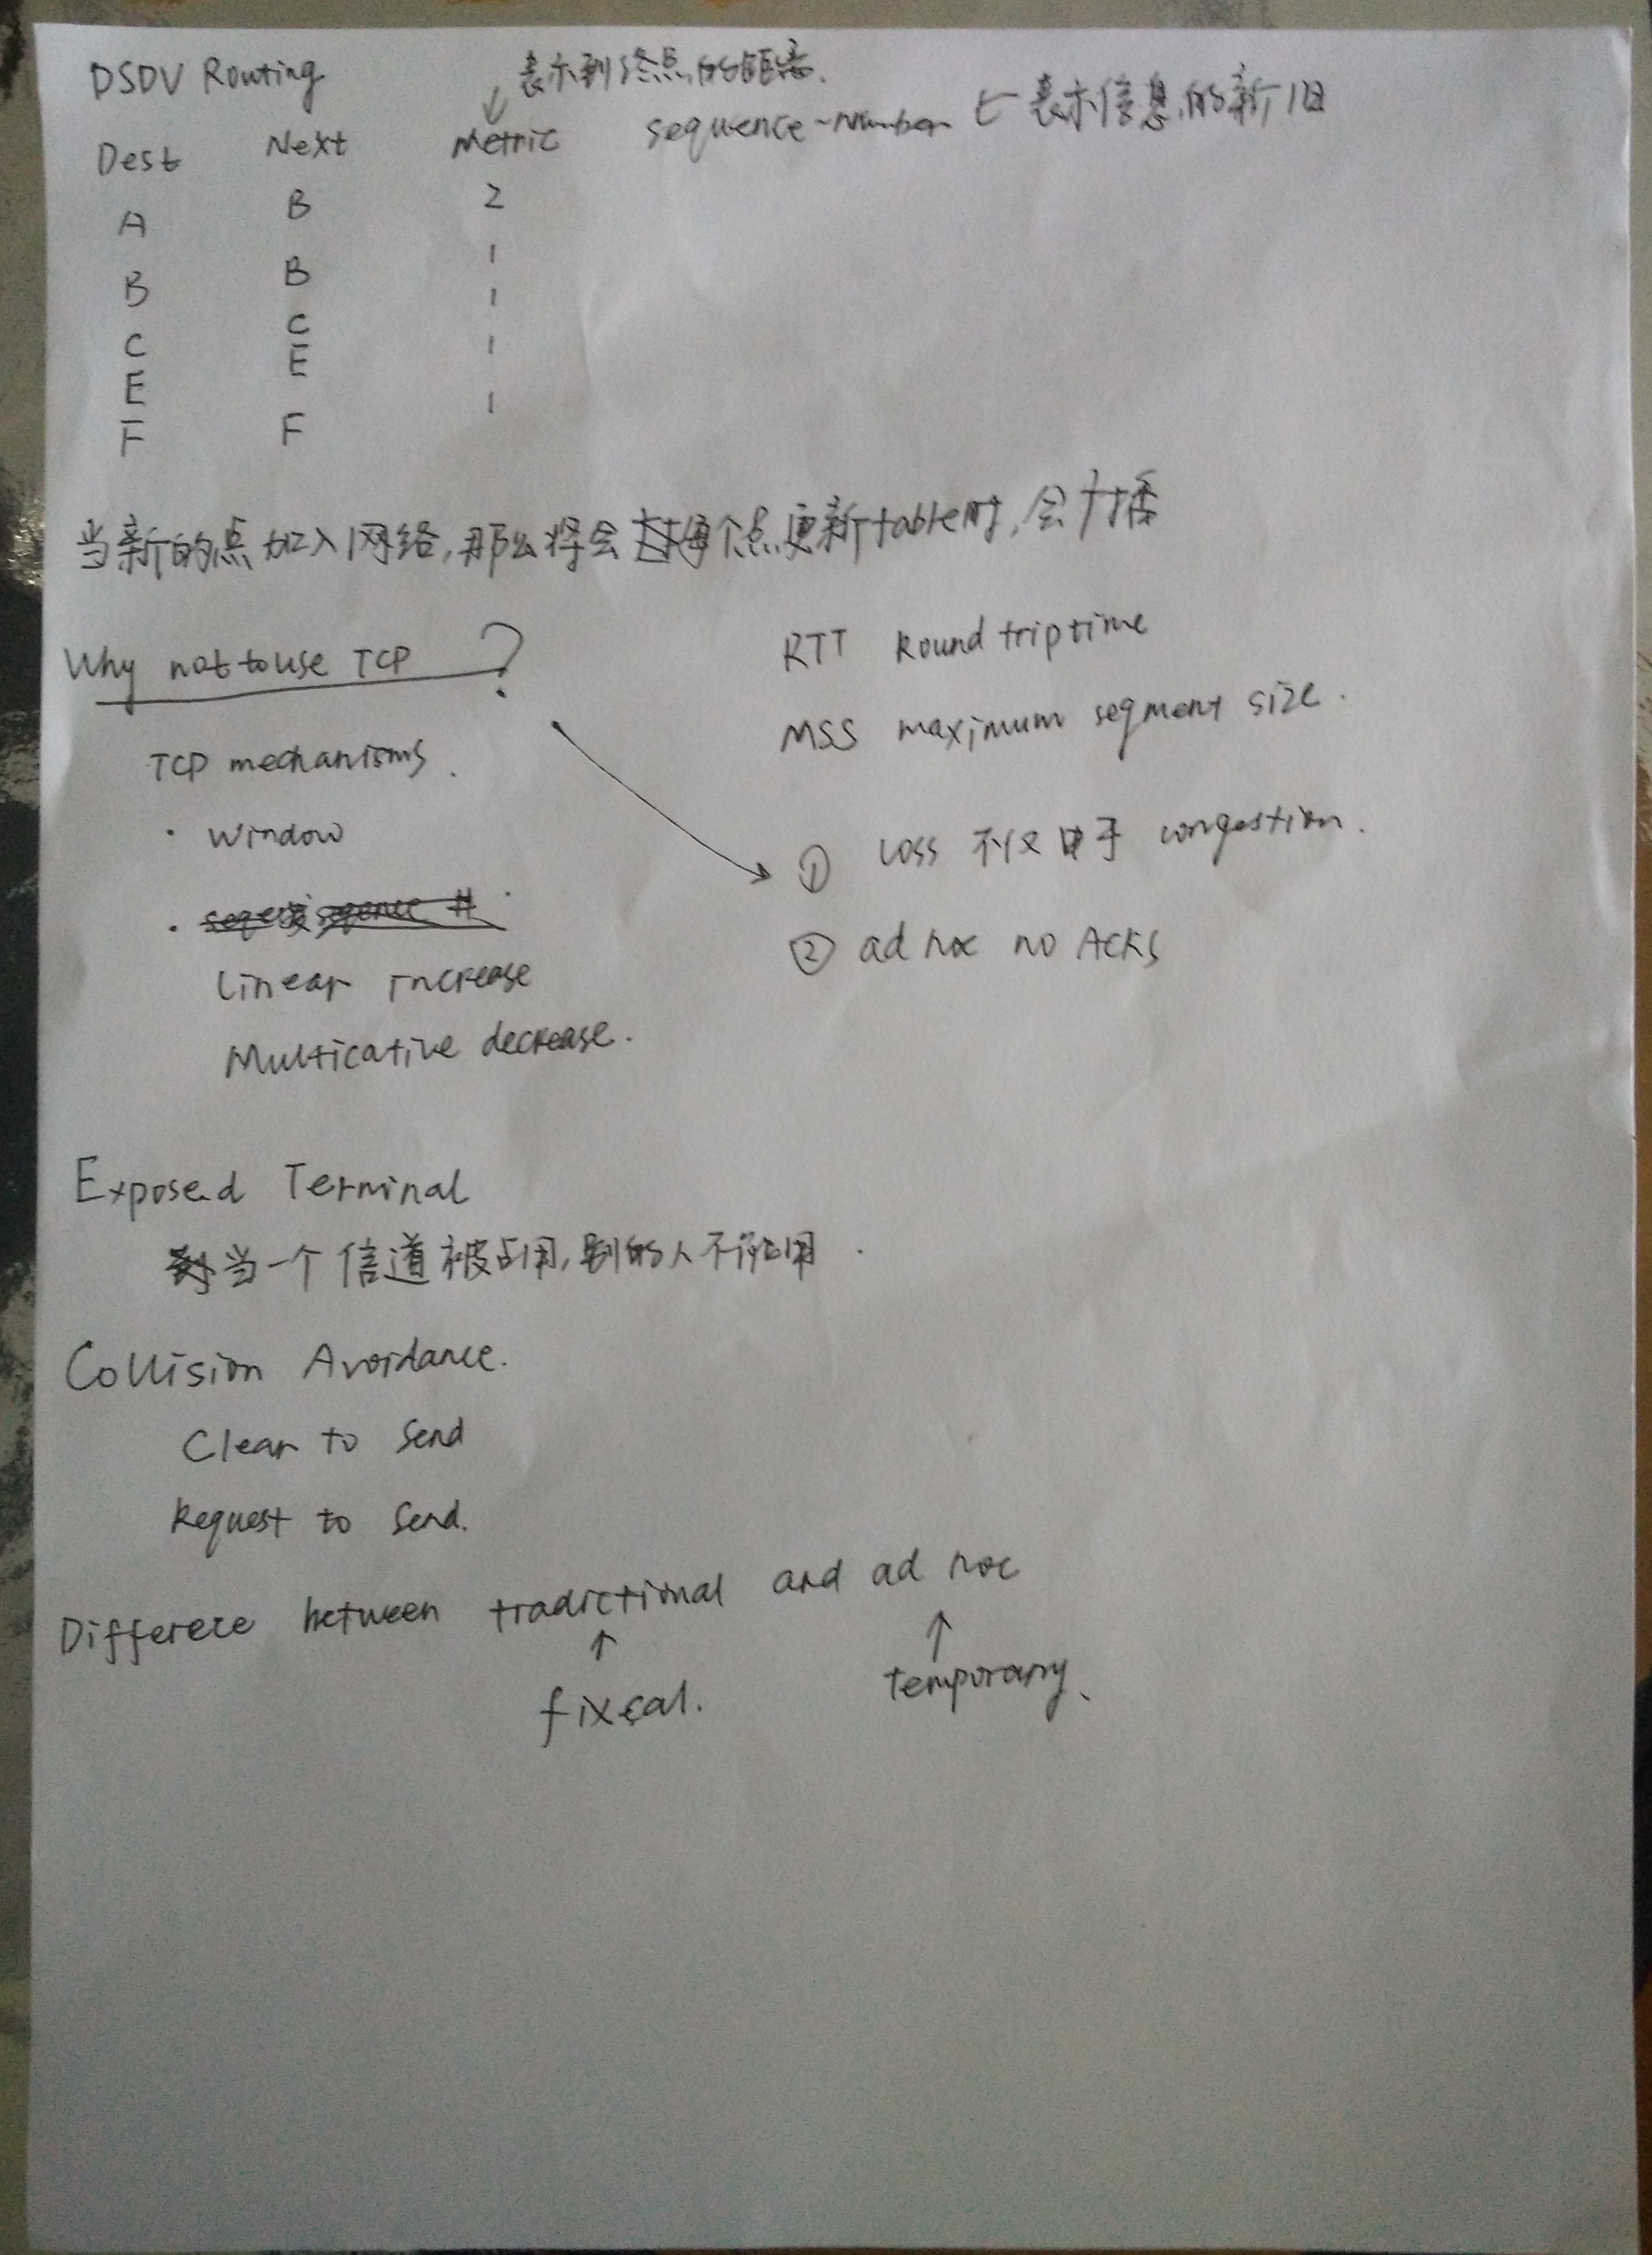 DSDV Routing
表示到终点的距离.
Dest Next Metric sequence-number ← 表示信息的新旧
A B 2
B B 1
C C 1
E E 1
F F 1
当新的点加入网络,那么将会每个点更新table时,会广播
Why not to use TCP ?
RTT Round trip time
MSS maximum segment size.
TCP mechanisms.
· Window
① Loss 不仅由于 congestion.
② ad hoc no ACKs
Linear Increase
Multicative decrease.
Exposed Terminal
当一个信道被占用,别的人不能用.
Collision Avoidance.
Clear to Send
Request to Send.
Differece between tradictional and ad hoc
↑ ↑
fixcal. temporary.